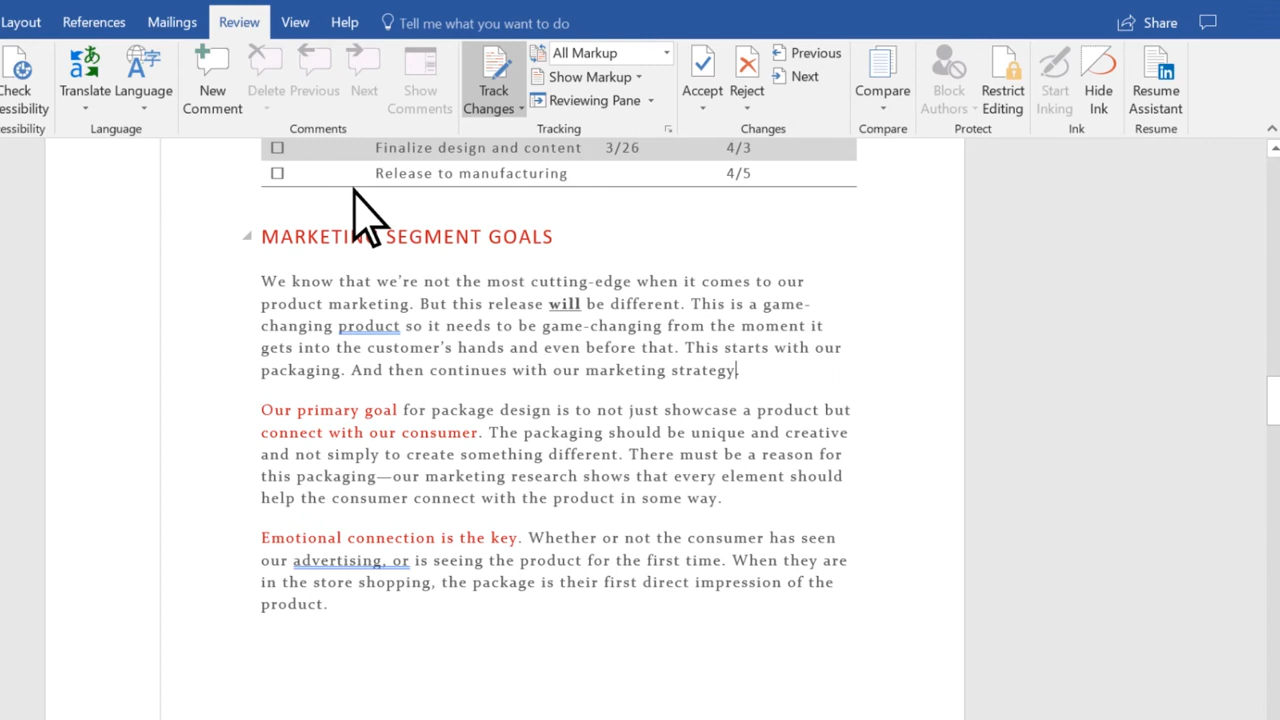 Layout References Mailings Review View Help Tell me what you want to do Share
Check
ssibility
Translate Language
New
Comment
Delete Previous Next
Show
Comments
Track
Changes
All Markup
Show Markup
Reviewing Pane
Accept Reject
Previous
Next
Compare
Block
Authors
Restrict
Editing
Start
Inking
Hide
Ink
Resume
Assistant
essibility Language Comments Tracking Changes Compare Protect Ink Resume
Finalize design and content 3/26 4/3
Release to manufacturing 4/5
MARKETING SEGMENT GOALS
We know that we’re not the most cutting-edge when it comes to our
product marketing. But this release will be different. This is a game-
changing product so it needs to be game-changing from the moment it
gets into the customer’s hands and even before that. This starts with our
packaging. And then continues with our marketing strategy.
Our primary goal for package design is to not just showcase a product but
connect with our consumer. The packaging should be unique and creative
and not simply to create something different. There must be a reason for
this packaging—our marketing research shows that every element should
help the consumer connect with the product in some way.
Emotional connection is the key. Whether or not the consumer has seen
our advertising, or is seeing the product for the first time. When they are
in the store shopping, the package is their first direct impression of the
product.